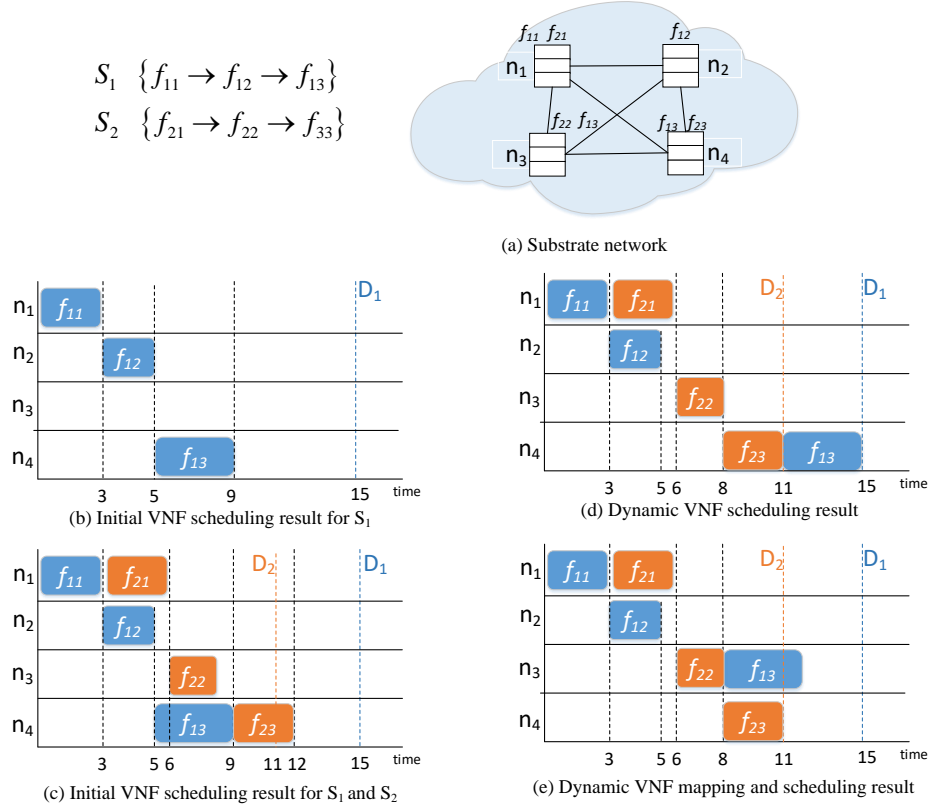 S₁ {f₁₁ → f₁₂ → f₁₃}
S₂ {f₂₁ → f₂₂ → f₃₃}
f₁₁ f₂₁
f₁₂
n₁
n₂
f₂₂ f₁₃
f₁₃ f₂₃
n₃
n₄
(a) Substrate network
D₁
n₁ f₁₁
n₂ f₁₂
n₃
n₄ f₁₃
3 5 9 15 time
(b) Initial VNF scheduling result for S₁
D₂ D₁
n₁ f₁₁ f₂₁
n₂ f₁₂
n₃ f₂₂
n₄ f₂₃ f₁₃
3 5 6 8 11 15 time
(d) Dynamic VNF scheduling result
n₁ f₁₁ f₂₁ D₂ D₁
n₂ f₁₂
n₃ f₂₂
n₄ f₁₃ f₂₃
3 5 6 9 11 12 15 time
(c) Initial VNF scheduling result for S₁ and S₂
n₁ f₁₁ f₂₁ D₂ D₁
n₂ f₁₂
n₃ f₂₂ f₁₃
n₄ f₂₃
3 5 6 8 11 15 time
(e) Dynamic VNF mapping and scheduling result